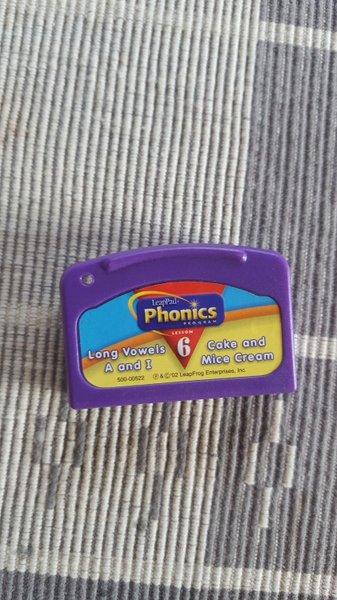 LeapPad
Phonics
PROGRAM
LESSON
6
Long Vowels
A and I
Cake and
Mice Cream
500-00522 ℗ & ©'02 LeapFrog Enterprises, Inc.